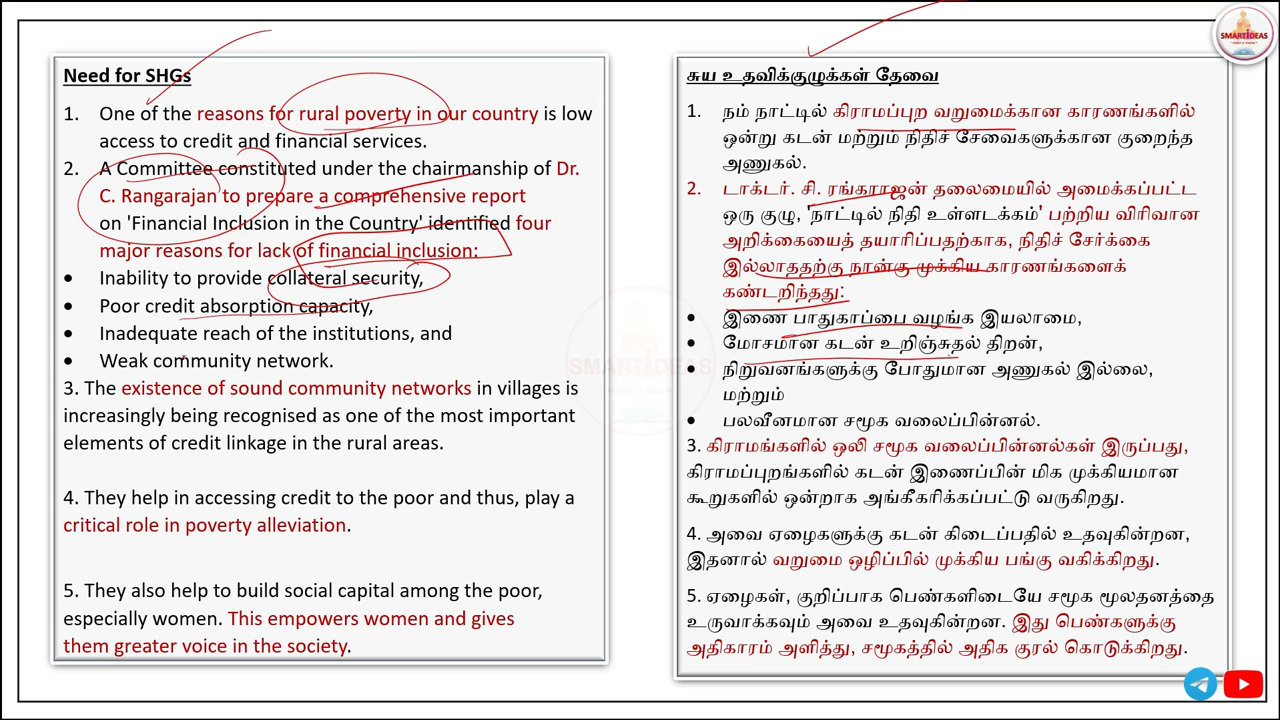 SMARTIDEAS
Need for SHGs
1. One of the reasons for rural poverty in our country is low
access to credit and financial services.
2. A Committee constituted under the chairmanship of Dr.
C. Rangarajan to prepare a comprehensive report
on 'Financial Inclusion in the Country' identified four
major reasons for lack of financial inclusion:
• Inability to provide collateral security,
• Poor credit absorption capacity,
• Inadequate reach of the institutions, and
• Weak community network.
3. The existence of sound community networks in villages is
increasingly being recognised as one of the most important
elements of credit linkage in the rural areas.
4. They help in accessing credit to the poor and thus, play a
critical role in poverty alleviation.
5. They also help to build social capital among the poor,
especially women. This empowers women and gives
them greater voice in the society.
சுய உதவிக்குழுக்கள் தேவை
1. நம் நாட்டில் கிராமப்புற வறுமைக்கான காரணங்களில்
ஒன்று கடன் மற்றும் நிதிச் சேவைகளுக்கான குறைந்த
அணுகல்.
2. டாக்டர். சி. ரங்கராஜன் தலைமையில் அமைக்கப்பட்ட
ஒரு குழு, 'நாட்டில் நிதி உள்ளடக்கம்' பற்றிய விரிவான
அறிக்கையைத் தயாரிப்பதற்காக, நிதிச் சேர்க்கை
இல்லாததற்கு நான்கு முக்கிய காரணங்களைக்
கண்டறிந்தது:
• இணை பாதுகாப்பை வழங்க இயலாமை,
• மோசமான கடன் உறிஞ்சுதல் திறன்,
• நிறுவனங்களுக்கு போதுமான அணுகல் இல்லை,
மற்றும்
• பலவீனமான சமூக வலைப்பின்னல்.
3. கிராமங்களில் ஒலி சமூக வலைப்பின்னல்கள் இருப்பது,
கிராமப்புறங்களில் கடன் இணைப்பின் மிக முக்கியமான
கூறுகளில் ஒன்றாக அங்கீகரிக்கப்பட்டு வருகிறது.
4. அவை ஏழைகளுக்கு கடன் கிடைப்பதில் உதவுகின்றன,
இதனால் வறுமை ஒழிப்பில் முக்கிய பங்கு வகிக்கிறது.
5. ஏழைகள், குறிப்பாக பெண்களிடையே சமூக மூலதனத்தை
உருவாக்கவும் அவை உதவுகின்றன. இது பெண்களுக்கு
அதிகாரம் அளித்து, சமூகத்தில் அதிக குரல் கொடுக்கிறது.
SMARTIDEAS